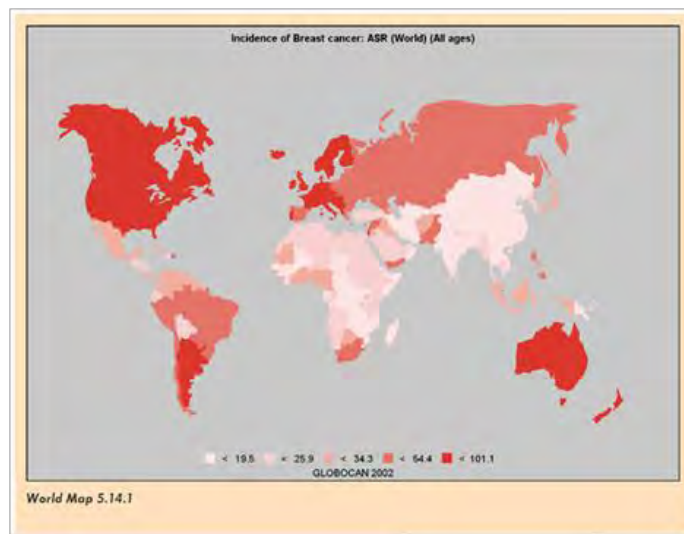 Incidence of Breast cancer: ASR (World) (All ages)
< 19.5 < 25.9 < 34.3 < 54.4 < 101.1
GLOBOCAN 2002
World Map 5.14.1